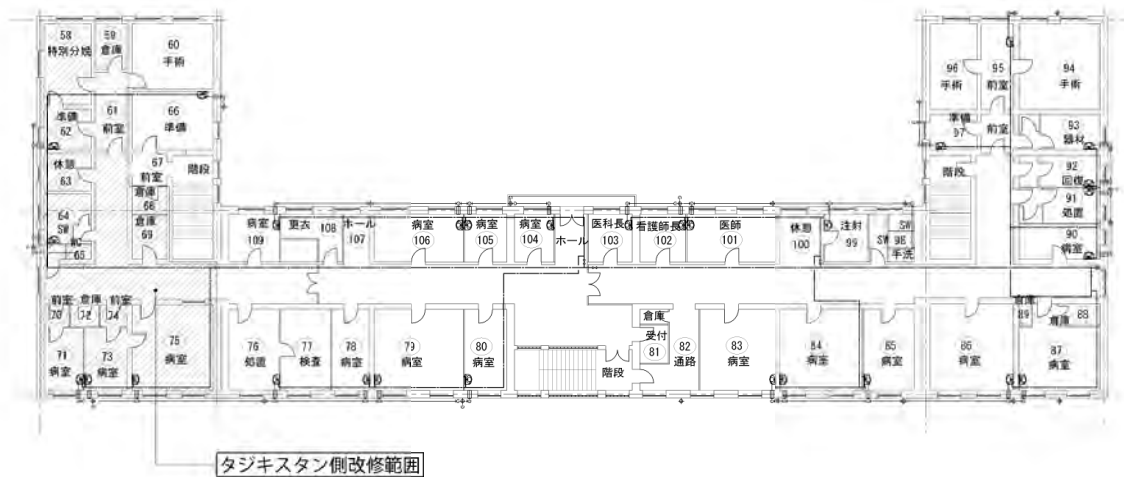 58
特別分娩
59
倉庫
60
手術
準備
62
61
前室
66
準備
休憩
63
67
前室
階段
倉庫
68
64
SW
倉庫
69
WC
65
病室
109
更衣
108
ホール
107
病室
106
病室
105
病室
104
ホール
医科長
103
看護師長
102
医師
101
休憩
100
注射
99
SW
SW
98
手洗
96
手術
95
前室
94
手術
準備
97
前室
93
器材
階段
92
回復
91
処置
90
病室
前室
70
倉庫
72
前室
74
71
病室
73
病室
75
病室
76
処置
77
検査
78
病室
79
病室
80
病室
階段
倉庫
受付
81
82
通路
83
病室
84
病室
85
病室
86
病室
倉庫
89
倉庫
88
87
病室
タジキスタン側改修範囲